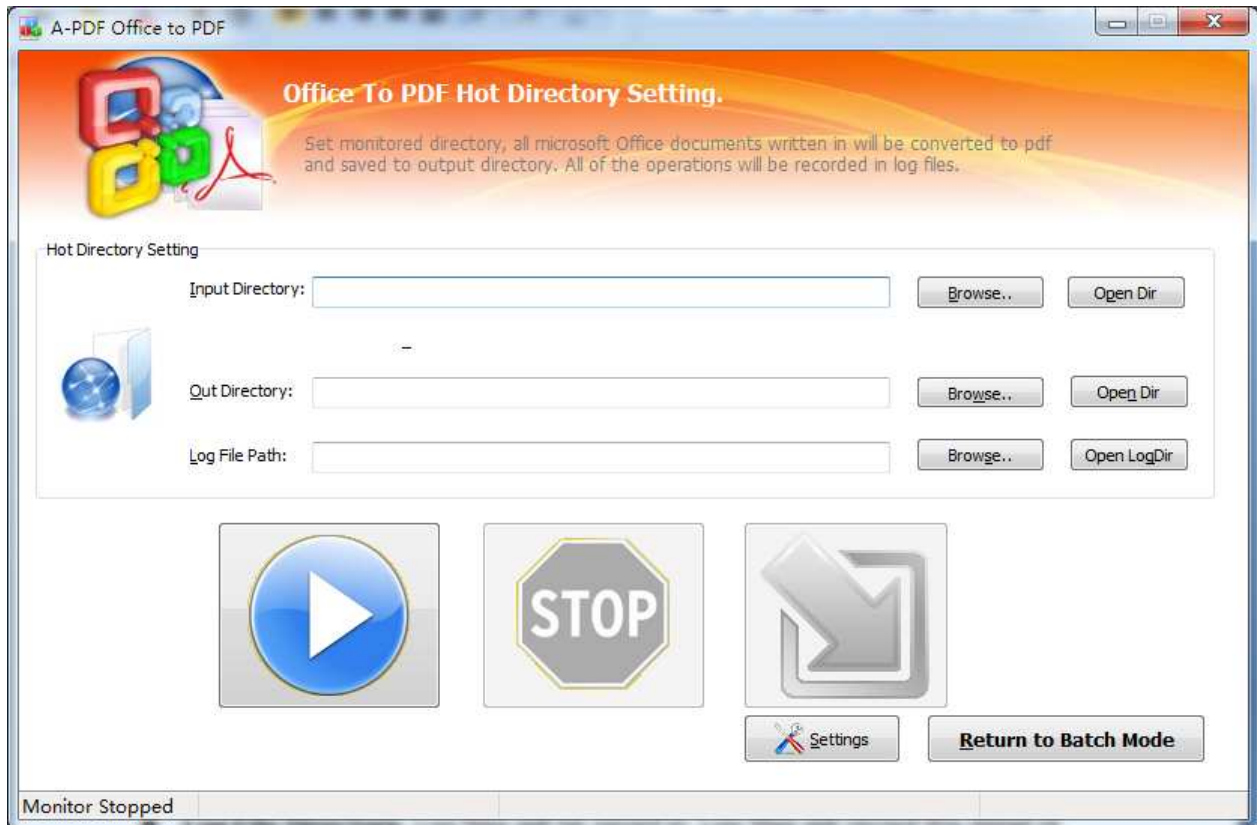 A-PDF Office to PDF
Office To PDF Hot Directory Setting.
Set monitored directory, all microsoft Office documents written in will be converted to pdf
and saved to output directory. All of the operations will be recorded in log files.
Hot Directory Setting
Input Directory: Browse.. Open Dir
Out Directory: Browse.. Open Dir
Log File Path: Browse.. Open LogDir
STOP
Settings Return to Batch Mode
Monitor Stopped